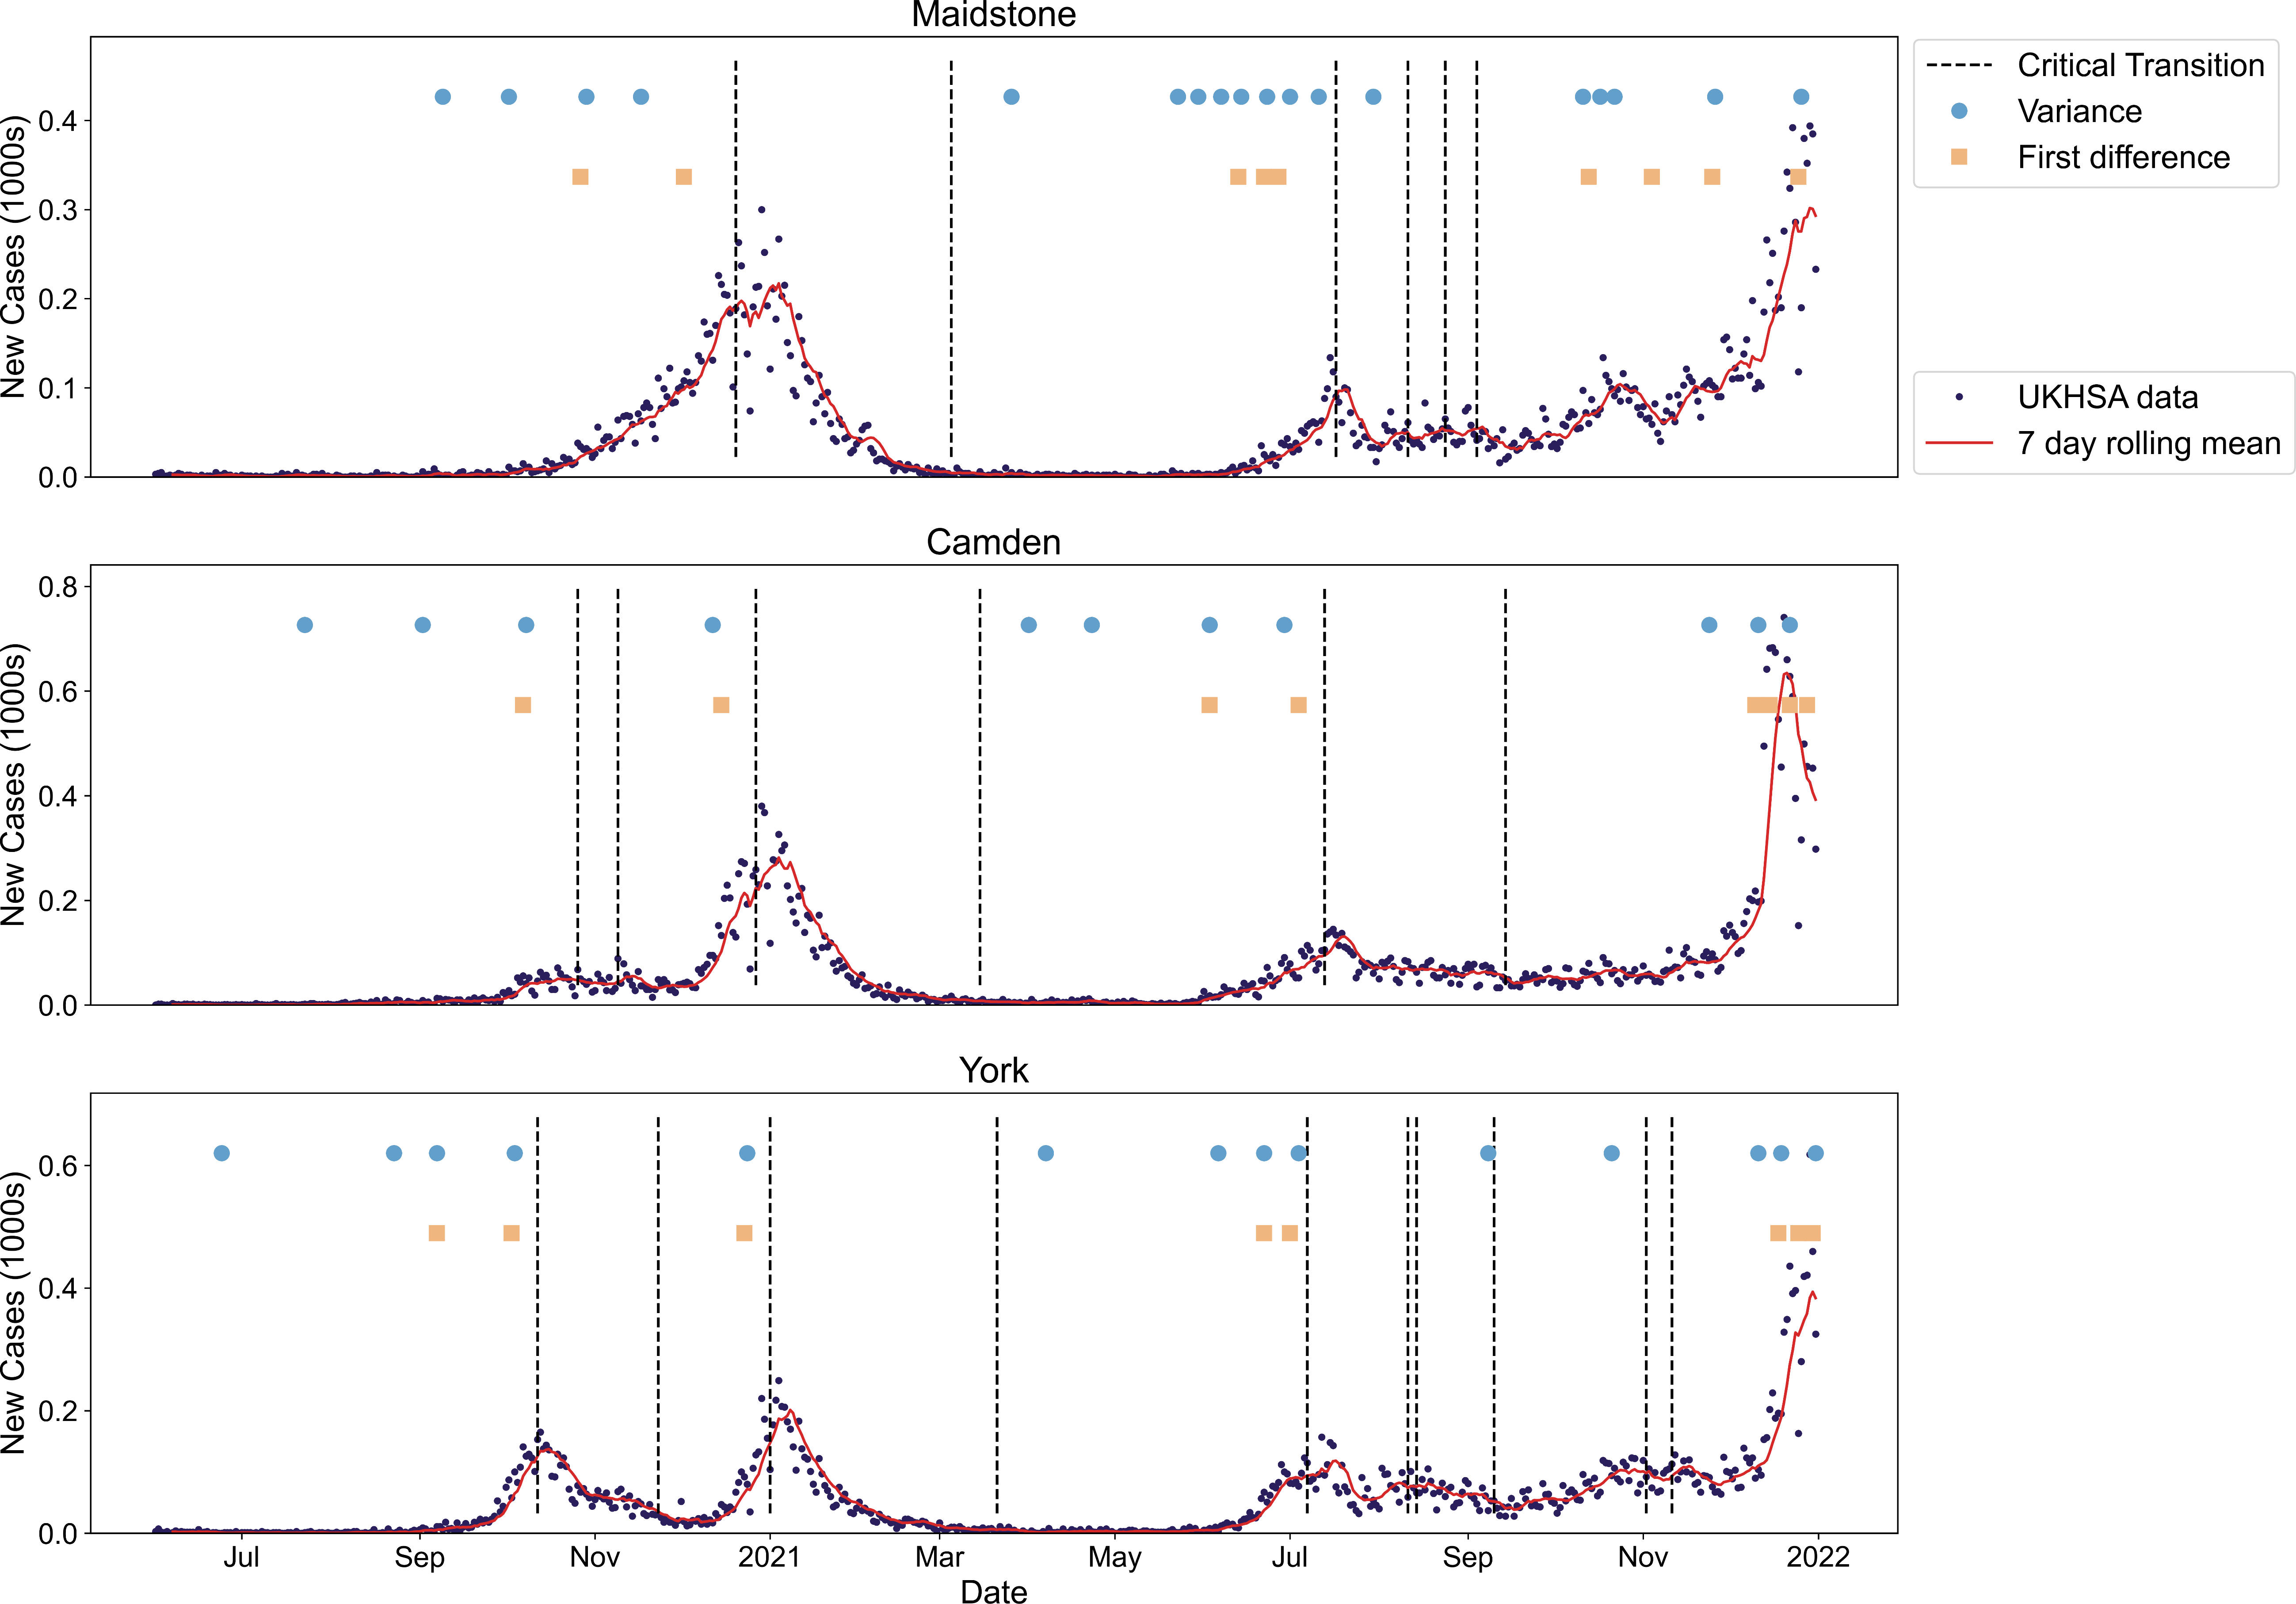 Maidstone
New Cases (1000s)
0.4
0.3
0.2
0.1
0.0
Critical Transition
Variance
First difference
UKHSA data
7 day rolling mean
Camden
New Cases (1000s)
0.8
0.6
0.4
0.2
0.0
York
New Cases (1000s)
0.6
0.4
0.2
0.0
Jul Sep Nov 2021 Mar May Jul Sep Nov 2022
Date